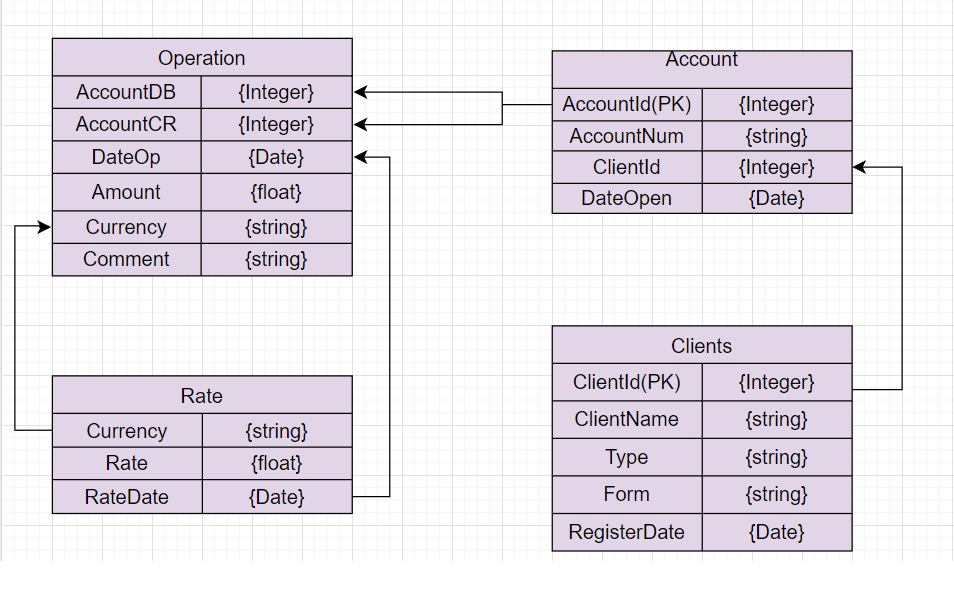 Operation
AccountDB {Integer}
AccountCR {Integer}
DateOp {Date}
Amount {float}
Currency {string}
Comment {string}
Account
AccountId(PK) {Integer}
AccountNum {string}
ClientId {Integer}
DateOpen {Date}
Rate
Currency {string}
Rate {float}
RateDate {Date}
Clients
ClientId(PK) {Integer}
ClientName {string}
Type {string}
Form {string}
RegisterDate {Date}